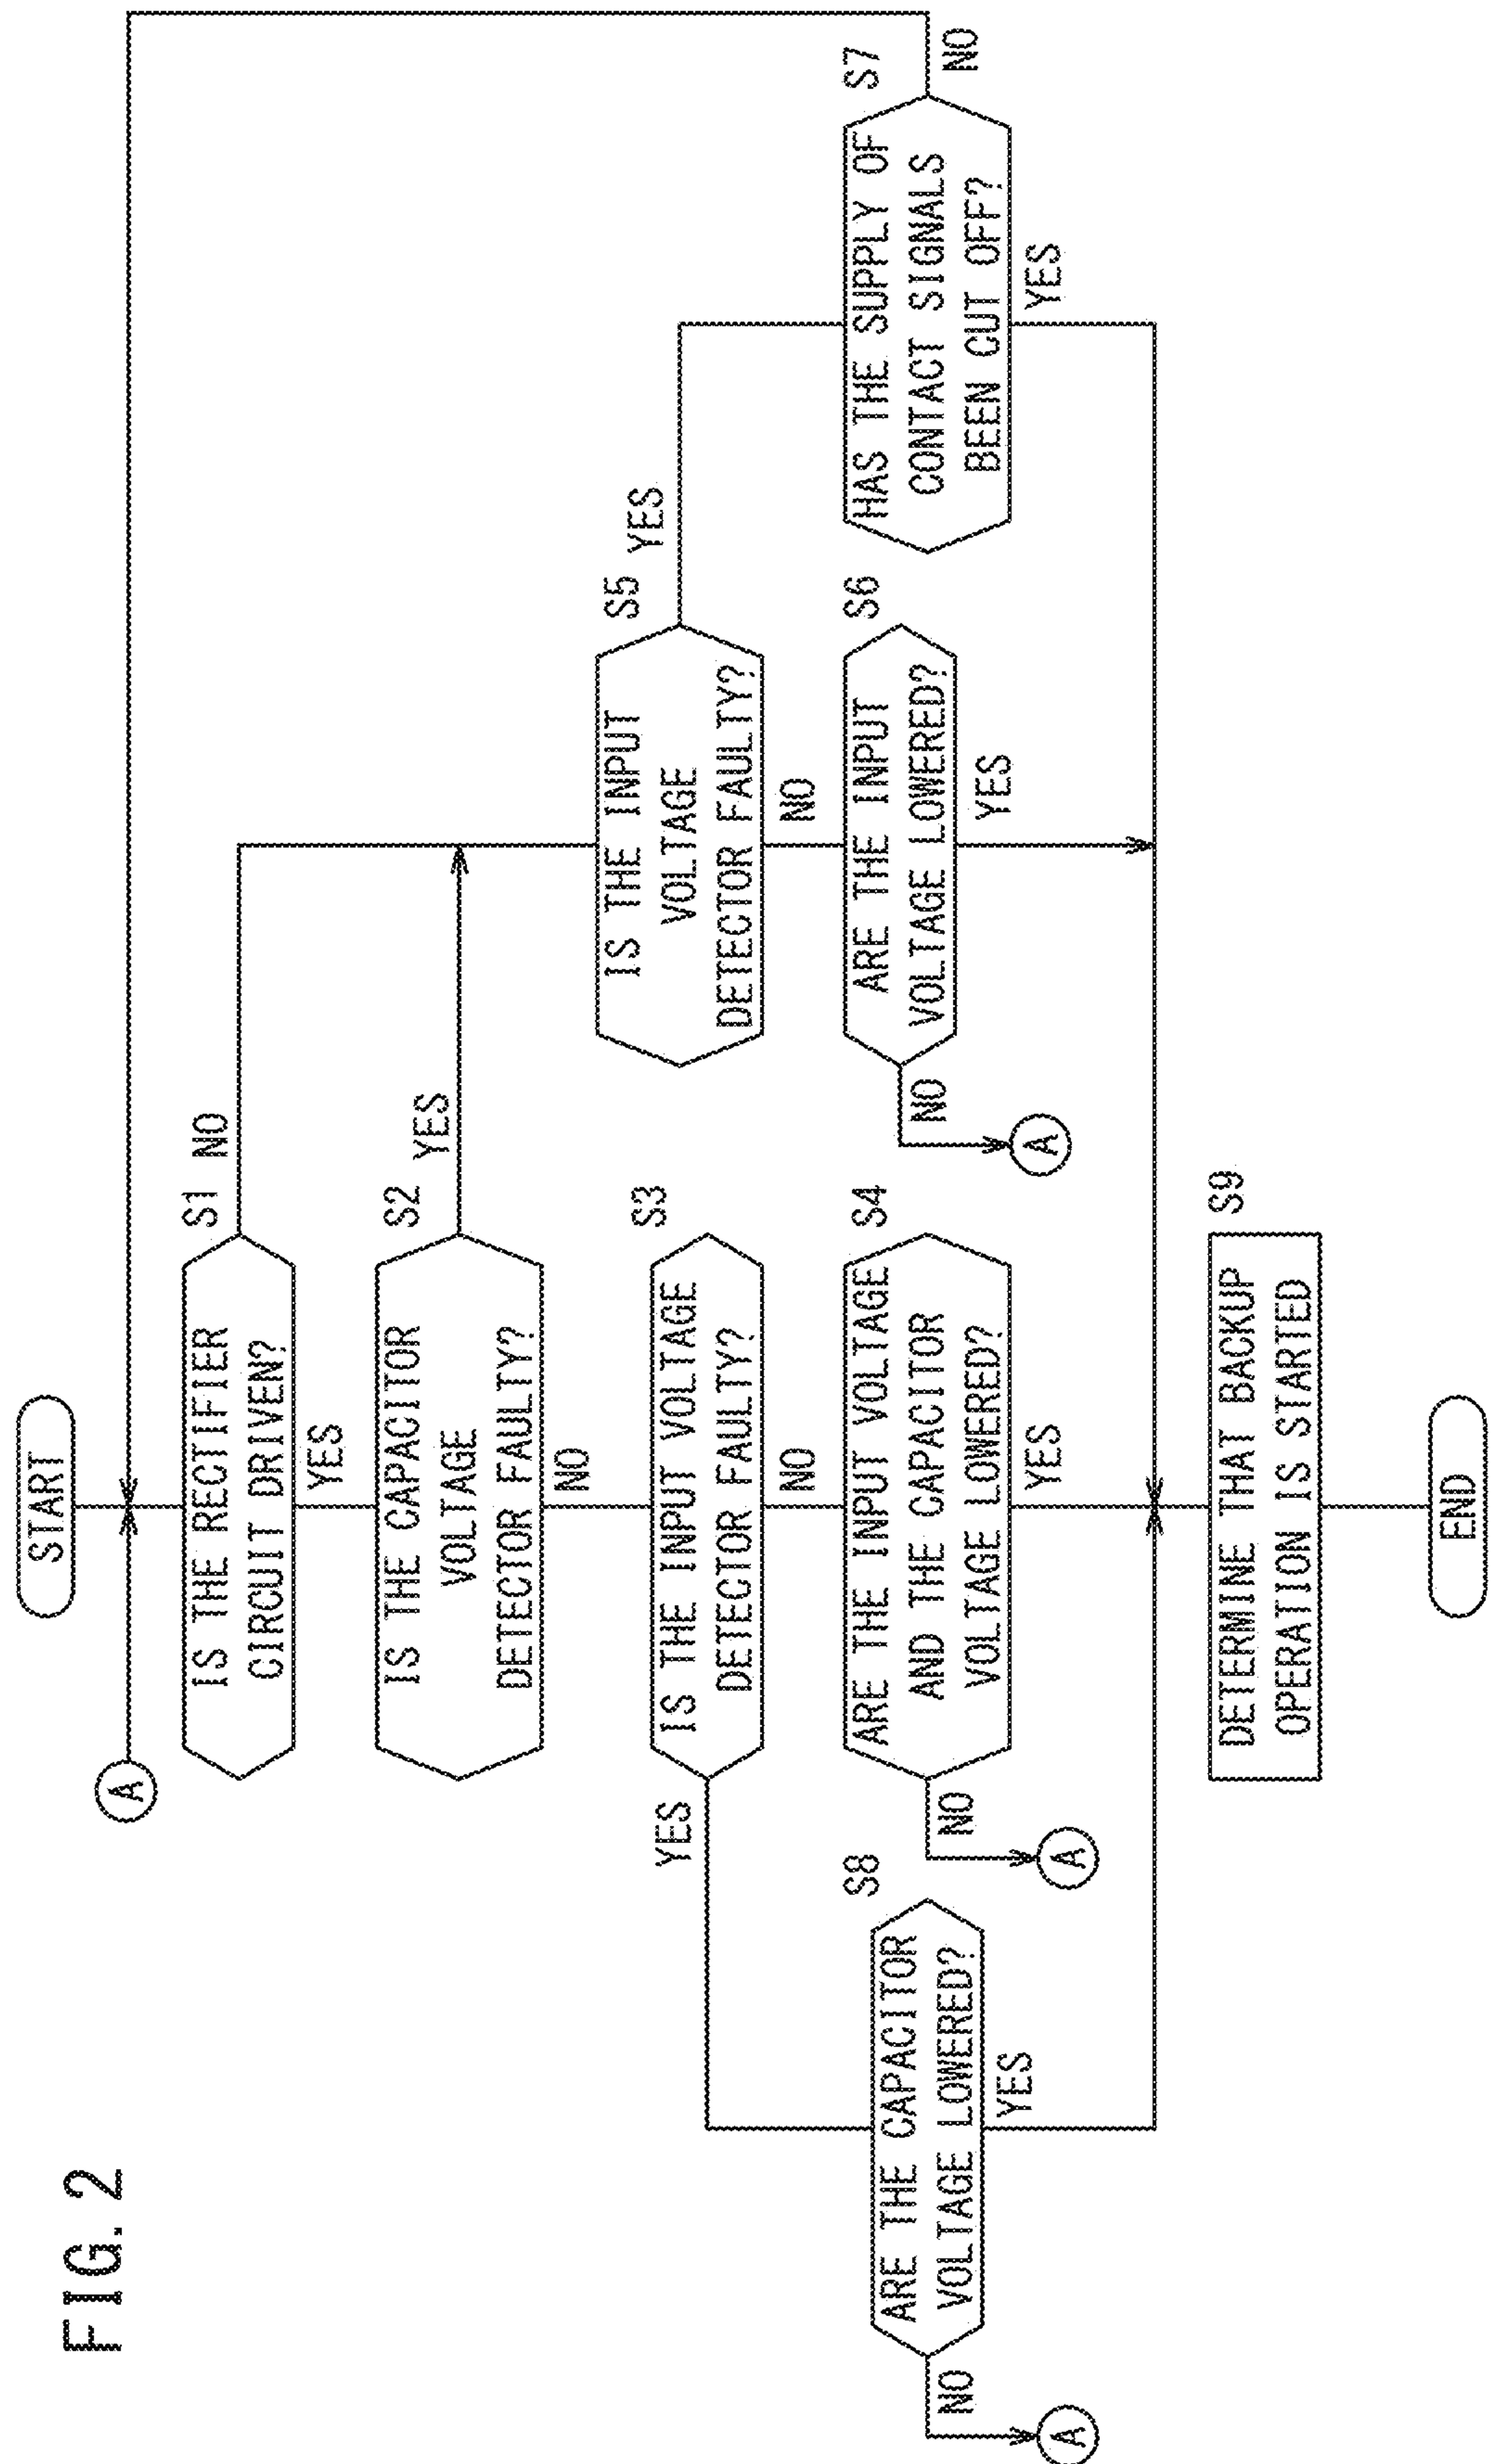 FIG. 2
START
A
IS THE RECTIFIER
CIRCUIT DRIVEN?
S1
NO
YES
IS THE CAPACITOR
VOLTAGE
DETECTOR FAULTY?
S2
YES
NO
IS THE INPUT VOLTAGE
DETECTOR FAULTY?
S3
YES
NO
IS THE INPUT
VOLTAGE
DETECTOR FAULTY?
S5
YES
NO
ARE THE CAPACITOR
VOLTAGE LOWERED?
S8
NO
A
YES
ARE THE INPUT VOLTAGE
AND THE CAPACITOR
VOLTAGE LOWERED?
S4
NO
A
YES
ARE THE INPUT
VOLTAGE LOWERED?
S6
NO
A
YES
HAS THE SUPPLY OF
CONTACT SIGNALS
BEEN CUT OFF?
S7
NO
YES
DETERMINE THAT BACKUP
OPERATION IS STARTED
S9
END